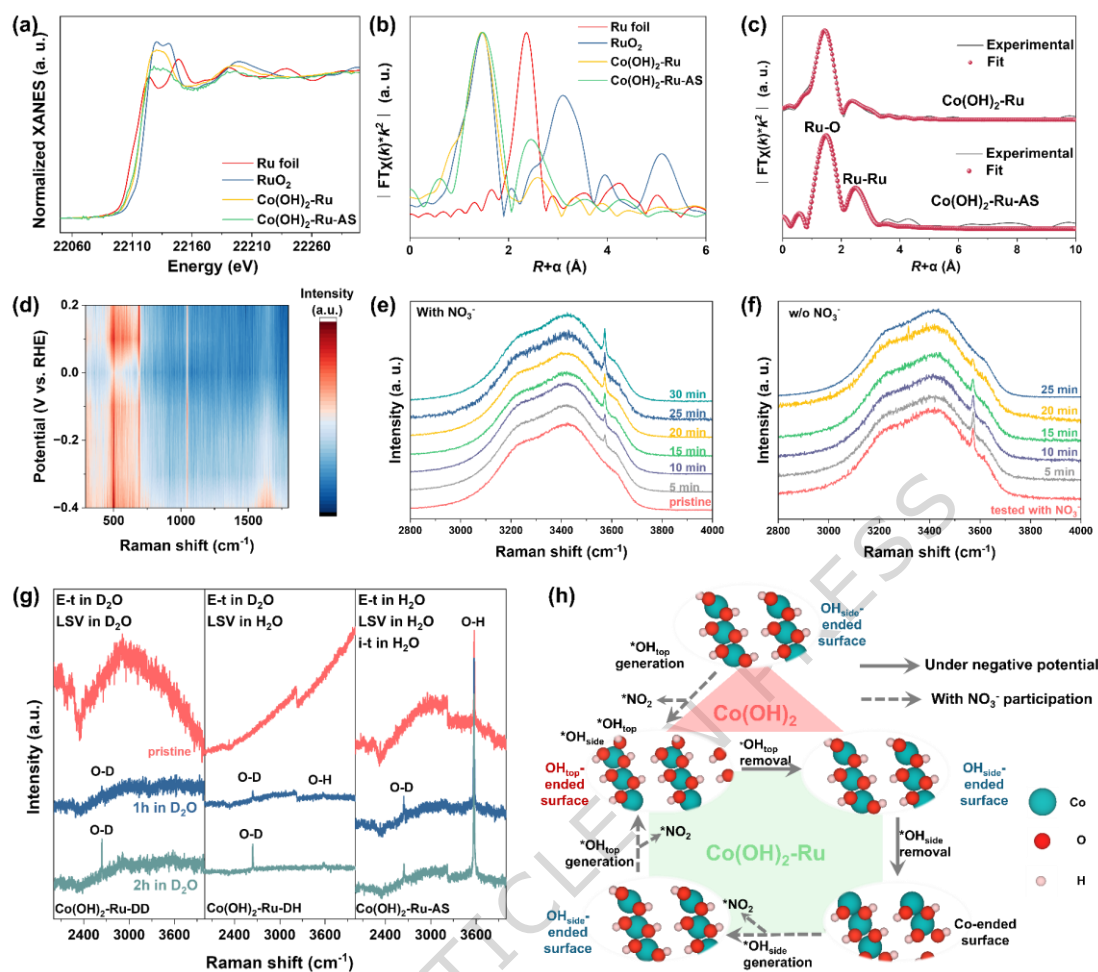 (a)
Normalized XANES (a. u.)
Ru foil
RuO₂
Co(OH)₂-Ru
Co(OH)₂-Ru-AS
22060 22110 22160 22210 22260
Energy (eV)
(b)
| FTχ(k)*k² | (a. u.)
Ru foil
RuO₂
Co(OH)₂-Ru
Co(OH)₂-Ru-AS
0 2 4 6
R+α (Å)
(c)
| FTχ(k)*k² | (a. u.)
Experimental
Fit
Co(OH)₂-Ru
Ru-O
Experimental
Ru-Ru
Fit
Co(OH)₂-Ru-AS
0 2 4 6 8 10
R+α (Å)
(d)
Potential (V vs. RHE)
0.2
0.0
−0.2
−0.4
500 1000 1500
Raman shift (cm⁻¹)
Intensity
(a.u.)
(e)
Intensity (a. u.)
With NO₃⁻
30 min
25 min
20 min
15 min
10 min
5 min
pristine
2800 3000 3200 3400 3600 3800 4000
Raman shift (cm⁻¹)
(f)
Intensity (a. u.)
w/o NO₃⁻
25 min
20 min
15 min
10 min
5 min
tested with NO₃⁻
2800 3000 3200 3400 3600 3800 4000
Raman shift (cm⁻¹)
(g)
Intensity (a.u.)
E-t in D₂O
LSV in D₂O
pristine
O-D
1h in D₂O
O-D
2h in D₂O
Co(OH)₂-Ru-DD
E-t in D₂O
LSV in H₂O
O-D
O-H
O-D
Co(OH)₂-Ru-DH
E-t in H₂O
LSV in H₂O
i-t in H₂O
O-H
O-D
Co(OH)₂-Ru-AS
2400 3000 3600 2400 3000 3600 2400 3000 3600
Raman shift (cm⁻¹)
(h)
OHside-
ended
surface
*OHtop
generation
*NO₂
Under negative potential
With NO₃⁻ participation
Co(OH)₂
*OHtop
*OHside
OHtop-
ended
surface
*OHtop
removal
OHside-
ended
surface
*OHside
removal
*NO₂
*OHtop
generation
Co(OH)₂-Ru
OHside-
ended
surface
*NO₂
*OHside
generation
Co-ended
surface
Co
O
H
ARTICLE IN PRESS